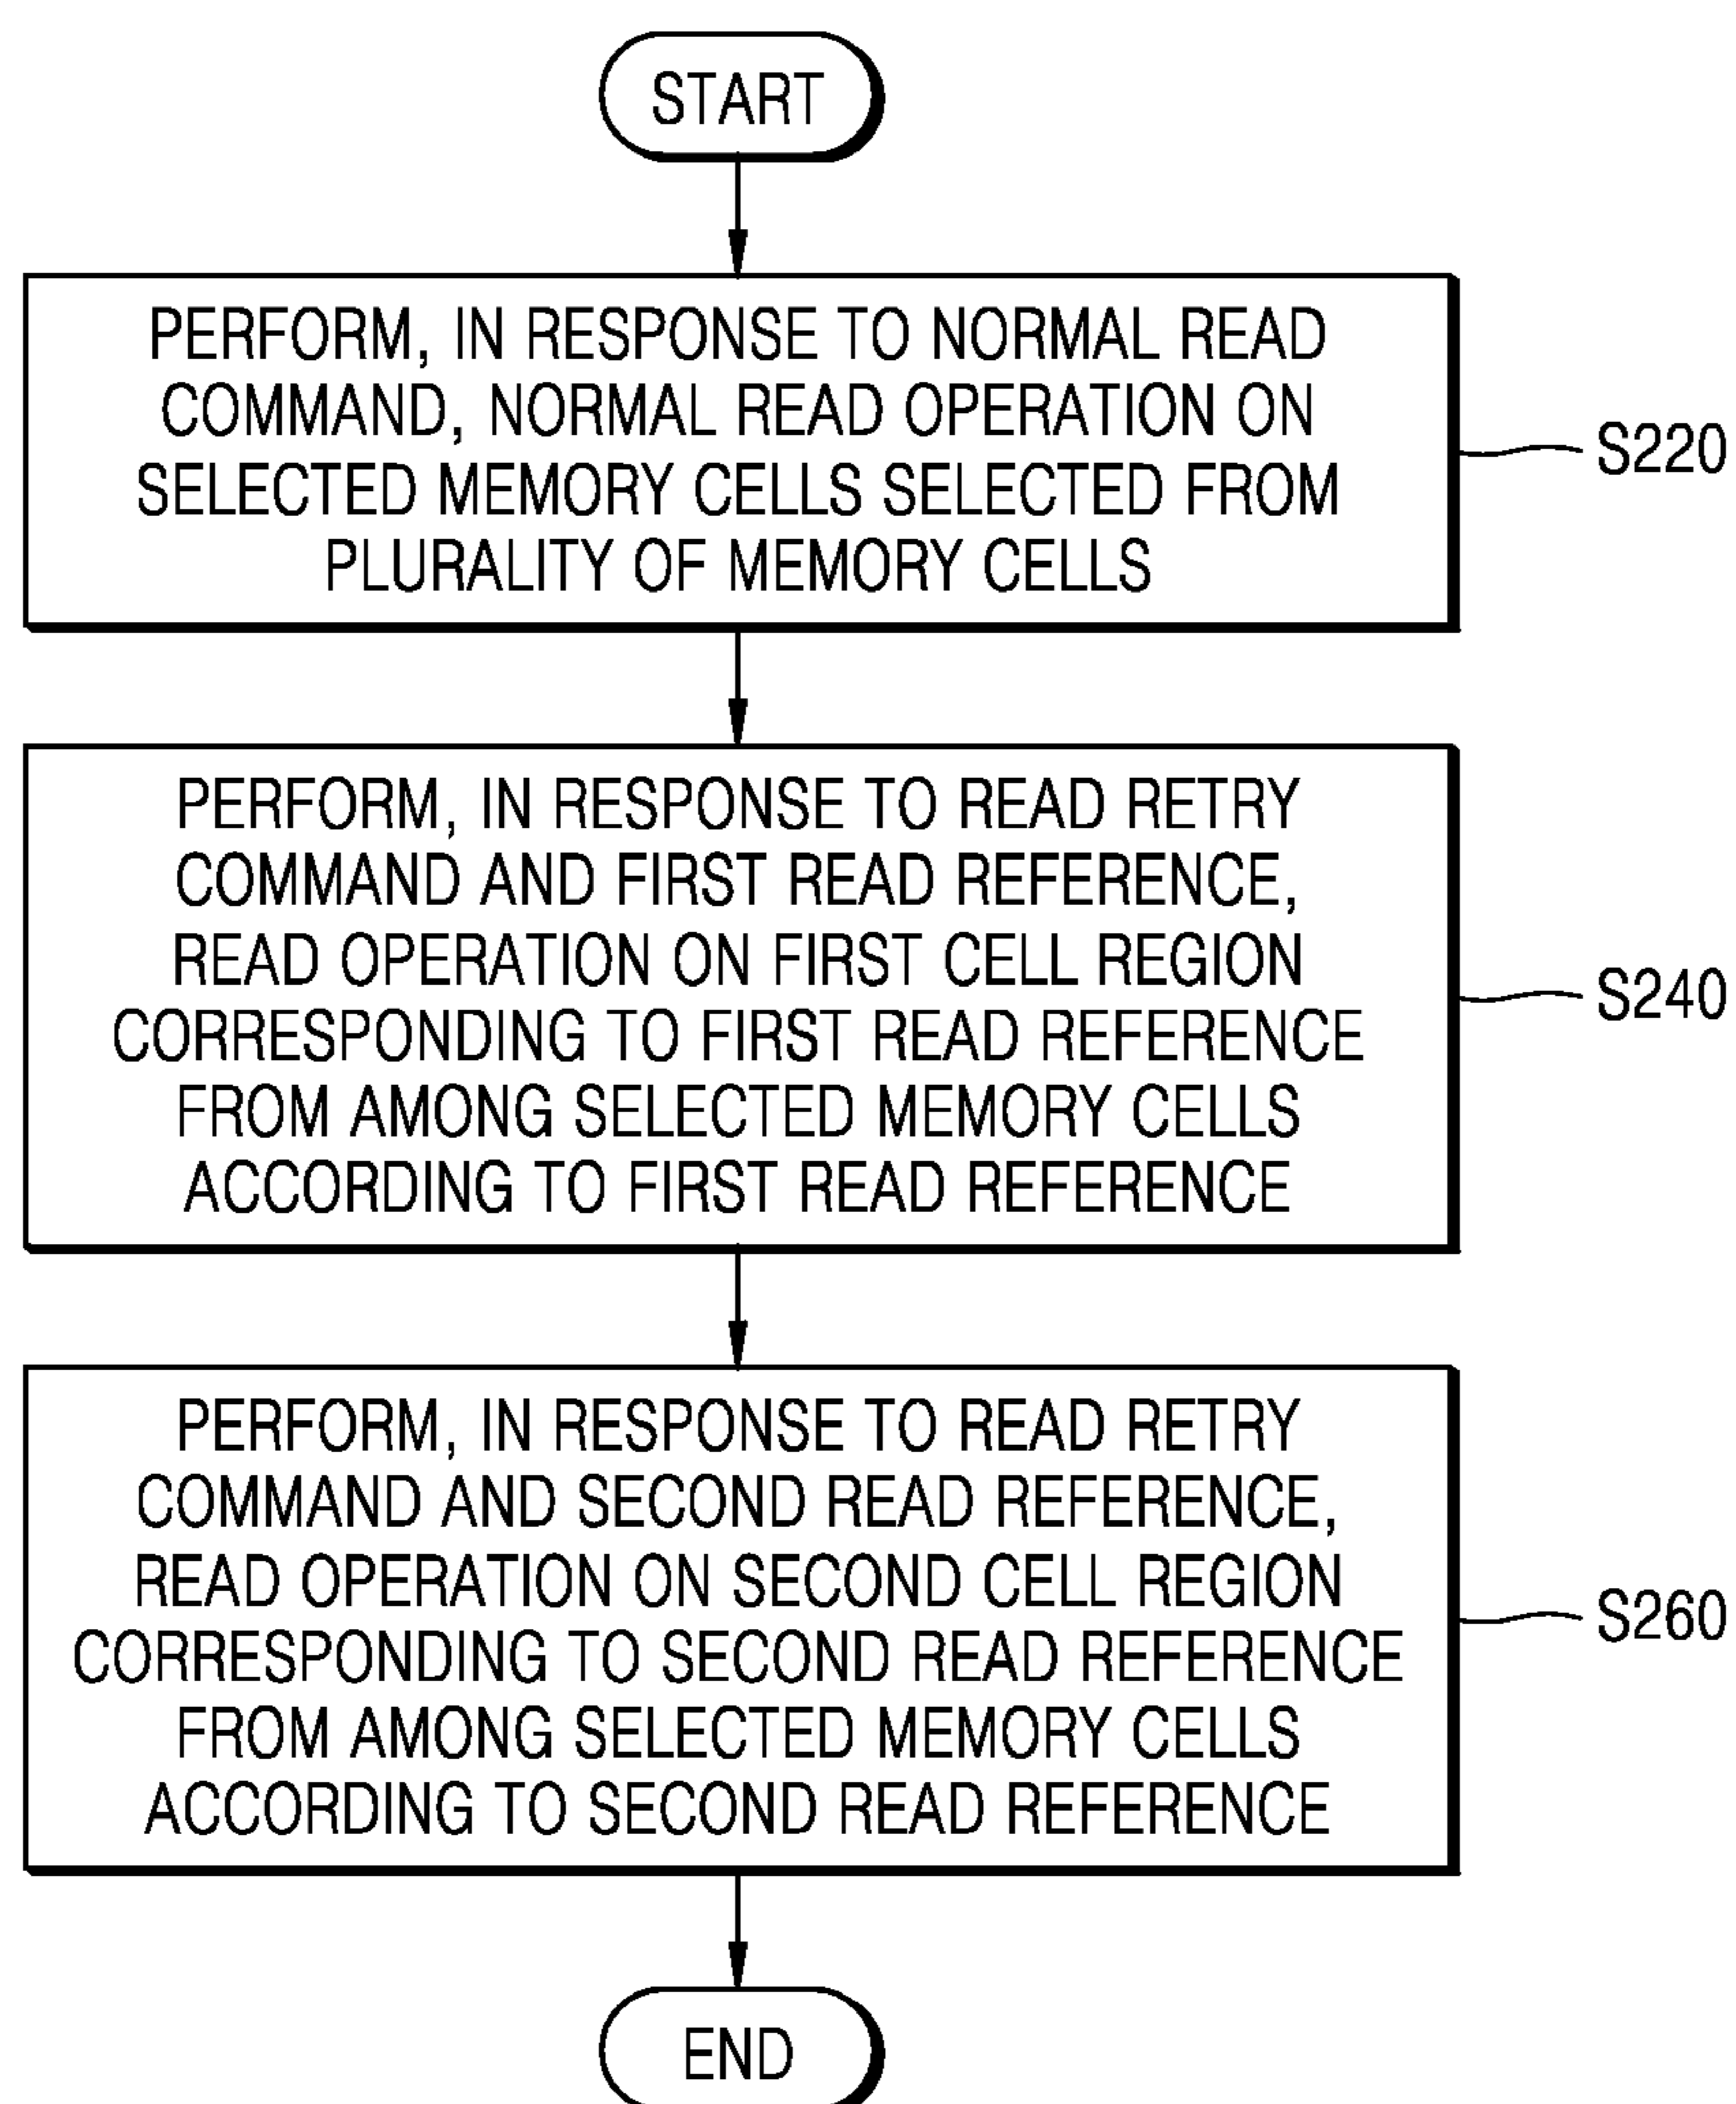 START
PERFORM, IN RESPONSE TO NORMAL READ
COMMAND, NORMAL READ OPERATION ON
SELECTED MEMORY CELLS SELECTED FROM
PLURALITY OF MEMORY CELLS
S220
PERFORM, IN RESPONSE TO READ RETRY
COMMAND AND FIRST READ REFERENCE,
READ OPERATION ON FIRST CELL REGION
CORRESPONDING TO FIRST READ REFERENCE
FROM AMONG SELECTED MEMORY CELLS
ACCORDING TO FIRST READ REFERENCE
S240
PERFORM, IN RESPONSE TO READ RETRY
COMMAND AND SECOND READ REFERENCE,
READ OPERATION ON SECOND CELL REGION
CORRESPONDING TO SECOND READ REFERENCE
FROM AMONG SELECTED MEMORY CELLS
ACCORDING TO SECOND READ REFERENCE
S260
END